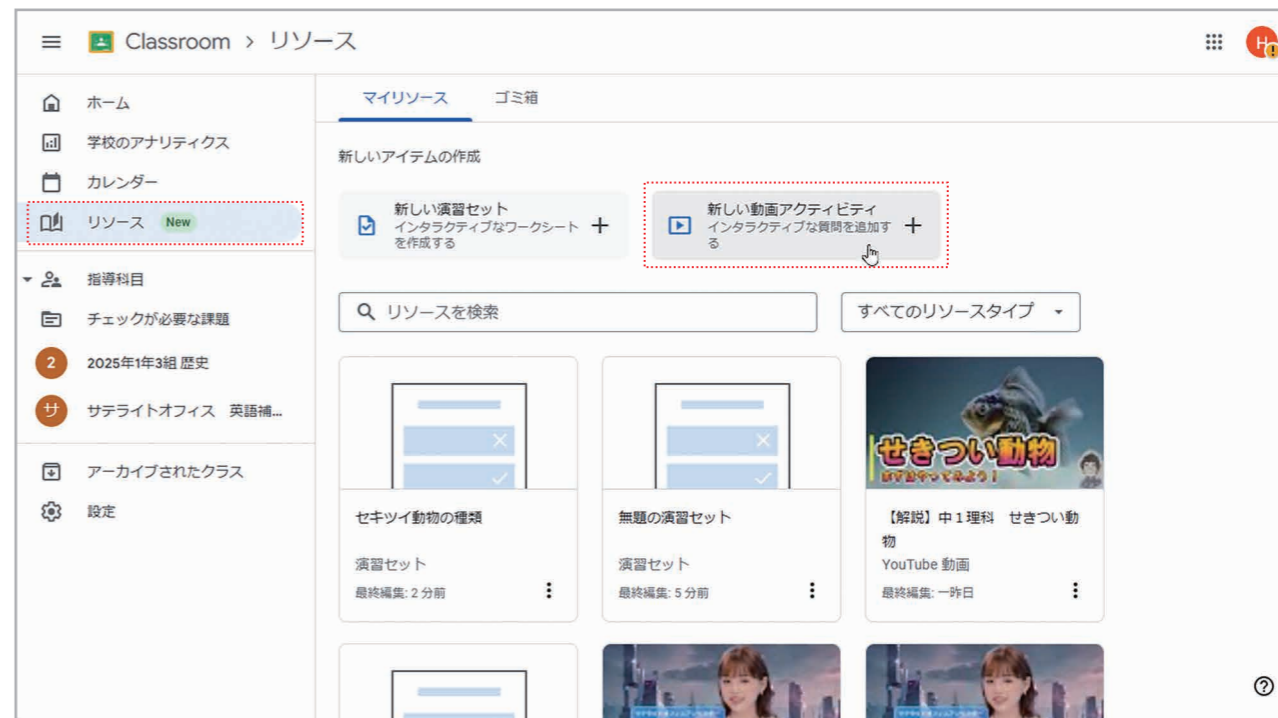 Classroom > リソース
H
ホーム
学校のアナリティクス
カレンダー
リソース New
指導科目
チェックが必要な課題
2 2025年1年3組 歴史
サ サテライトオフィス 英語補...
アーカイブされたクラス
設定
マイリソース ゴミ箱
新しいアイテムの作成
新しい演習セット
インタラクティブなワークシート
を作成する
新しい動画アクティビティ
インタラクティブな質問を追加す
る
リソースを検索
すべてのリソースタイプ
セキツイ動物の種類
演習セット
最終編集: 2 分前
無題の演習セット
演習セット
最終編集: 5 分前
せきつい動物
まずはやってみよう！
【解説】中１理科 せきつい動
物
YouTube 動画
最終編集: 一昨日